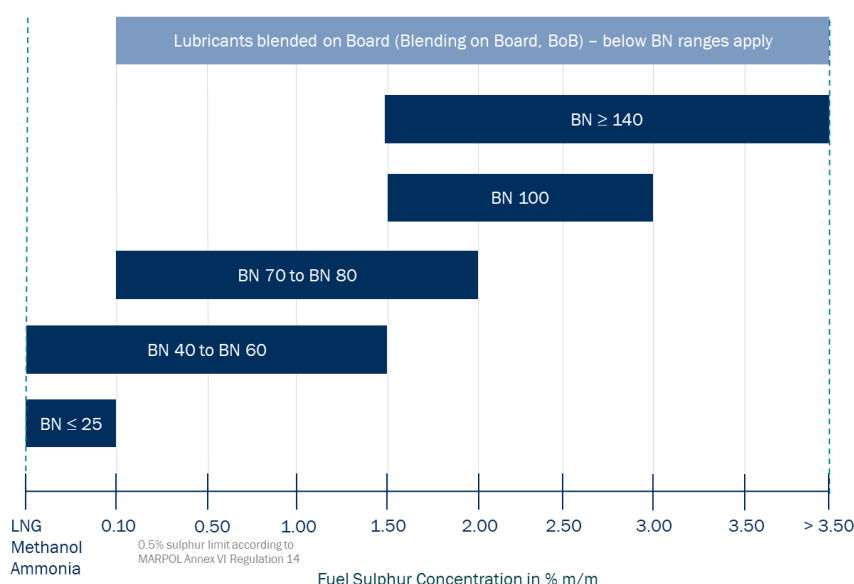 Lubricants blended on Board (Blending on Board, BoB) – below BN ranges apply
BN ≥ 140
BN 100
BN 70 to BN 80
BN 40 to BN 60
BN ≤ 25
LNG
Methanol
Ammonia
0.10 0.50 1.00 1.50 2.00 2.50 3.00 3.50 > 3.50
0.5% sulphur limit according to
MARPOL Annex VI Regulation 14
Fuel Sulphur Concentration in % m/m